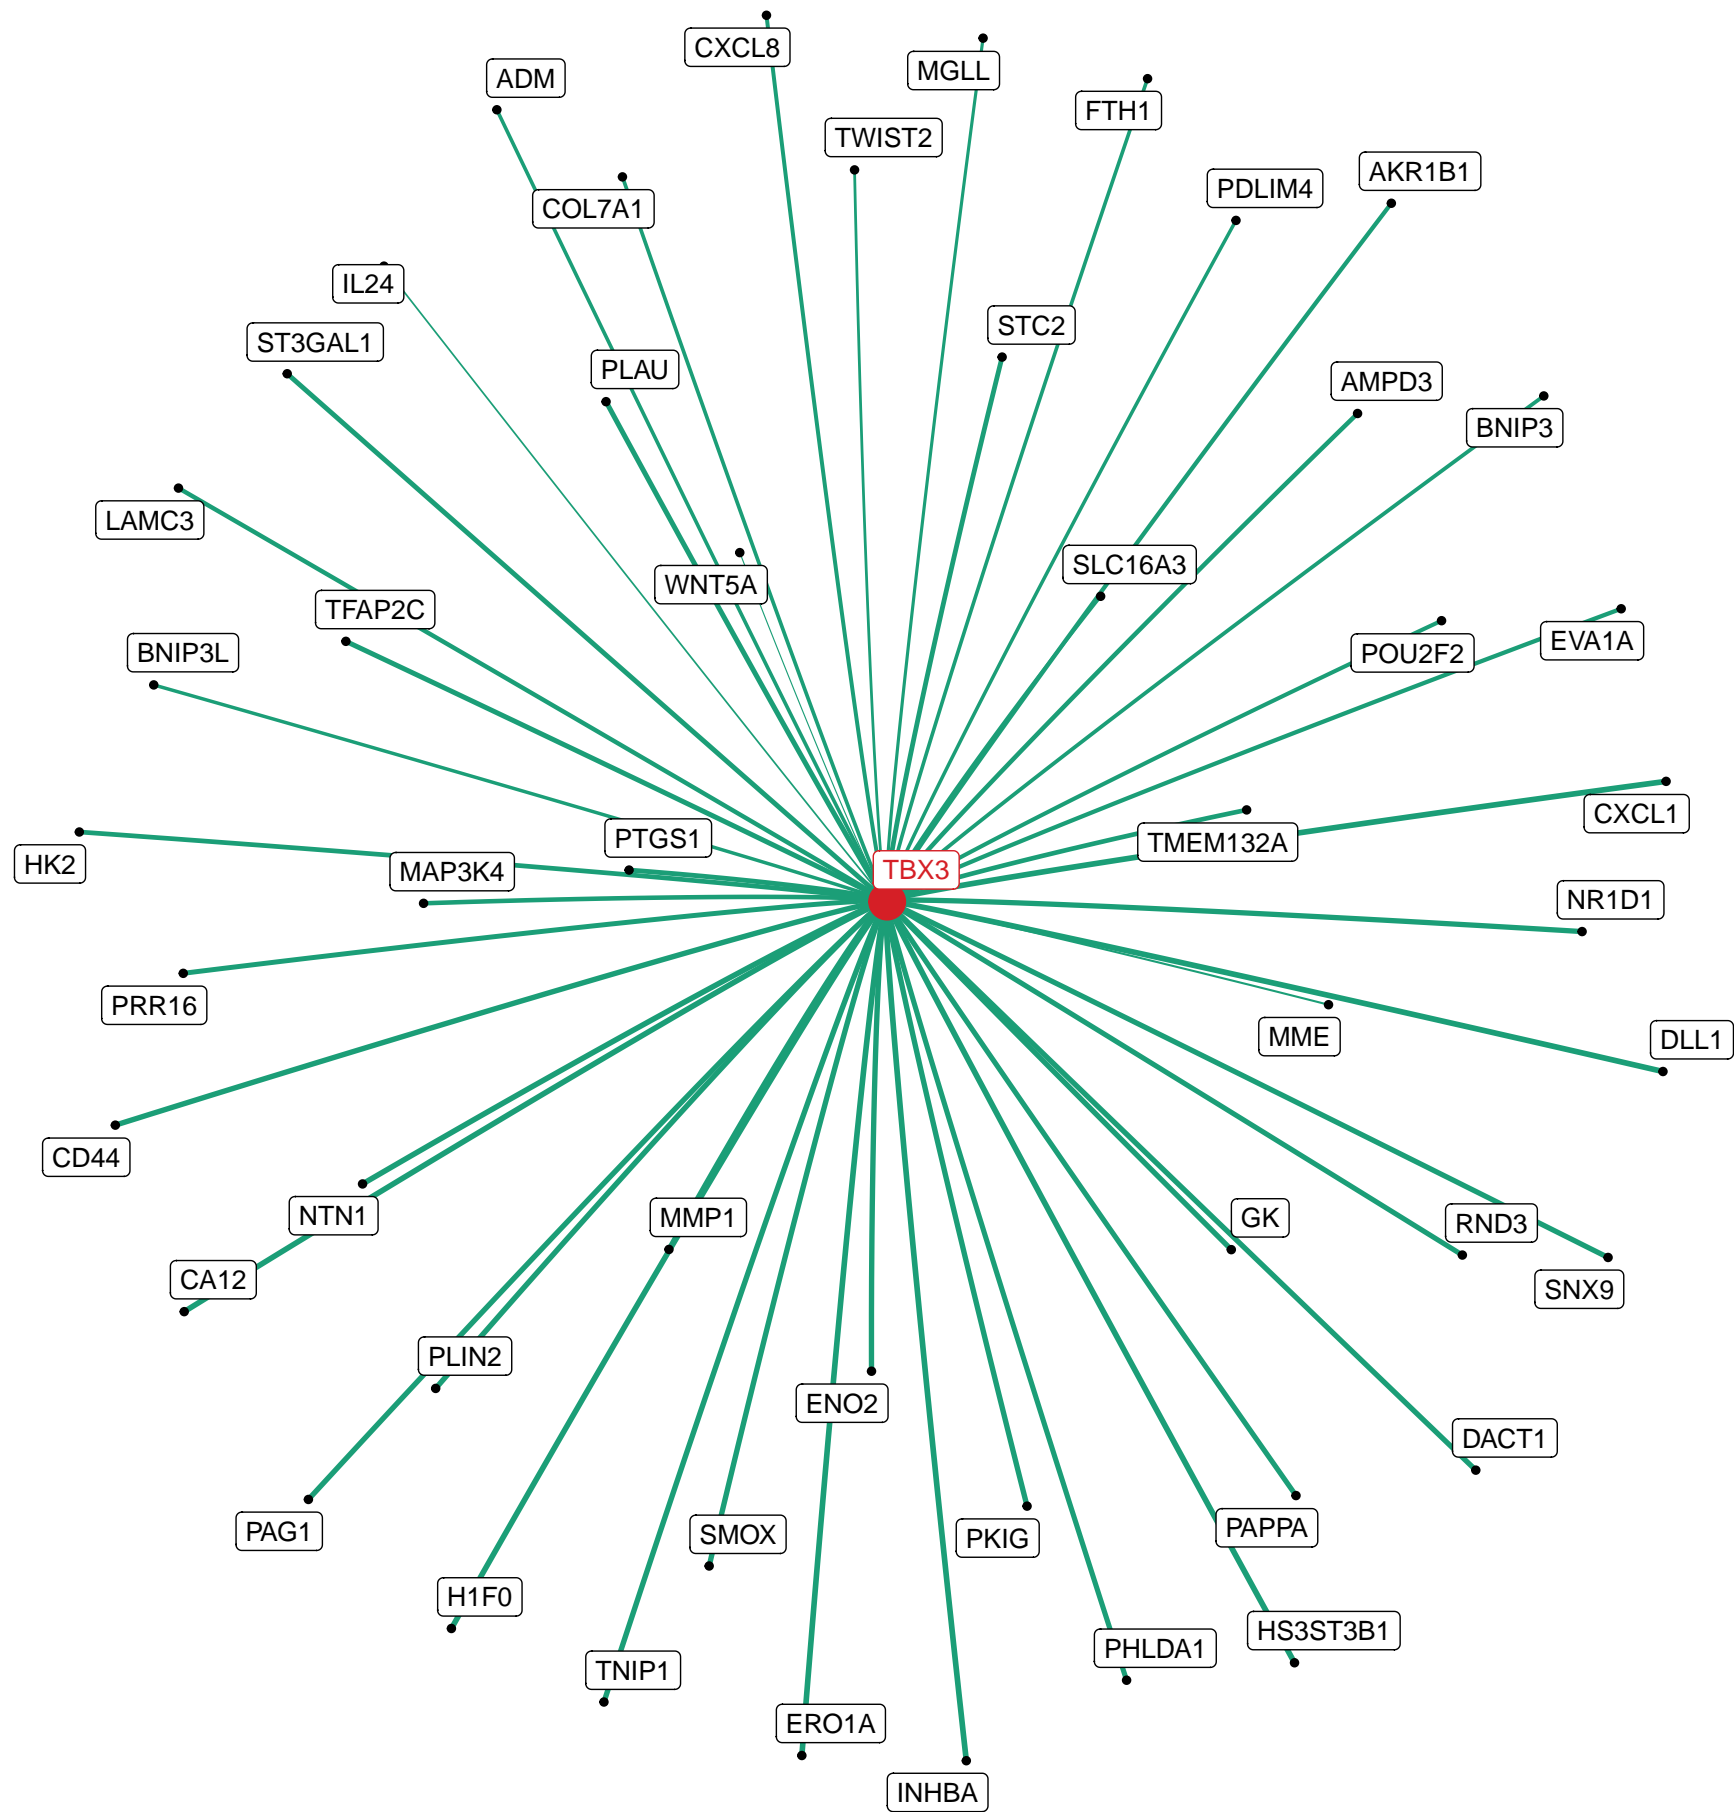 CXCL8
MGLL
ADM
FTH1
TWIST2
AKR1B1
PDLIM4
COL7A1
IL24
STC2
ST3GAL1
PLAU
AMPD3
BNIP3
LAMC3
SLC16A3
WNT5A
TFAP2C
EVA1A
BNIP3L
POU2F2
CXCL1
PTGS1
TMEM132A
HK2
TBX3
MAP3K4
NR1D1
PRR16
MME
DLL1
CD44
NTN1
MMP1
GK
RND3
CA12
SNX9
PLIN2
ENO2
DACT1
PAG1
SMOX
PKIG
PAPPA
H1F0
HS3ST3B1
PHLDA1
TNIP1
ERO1A
INHBA